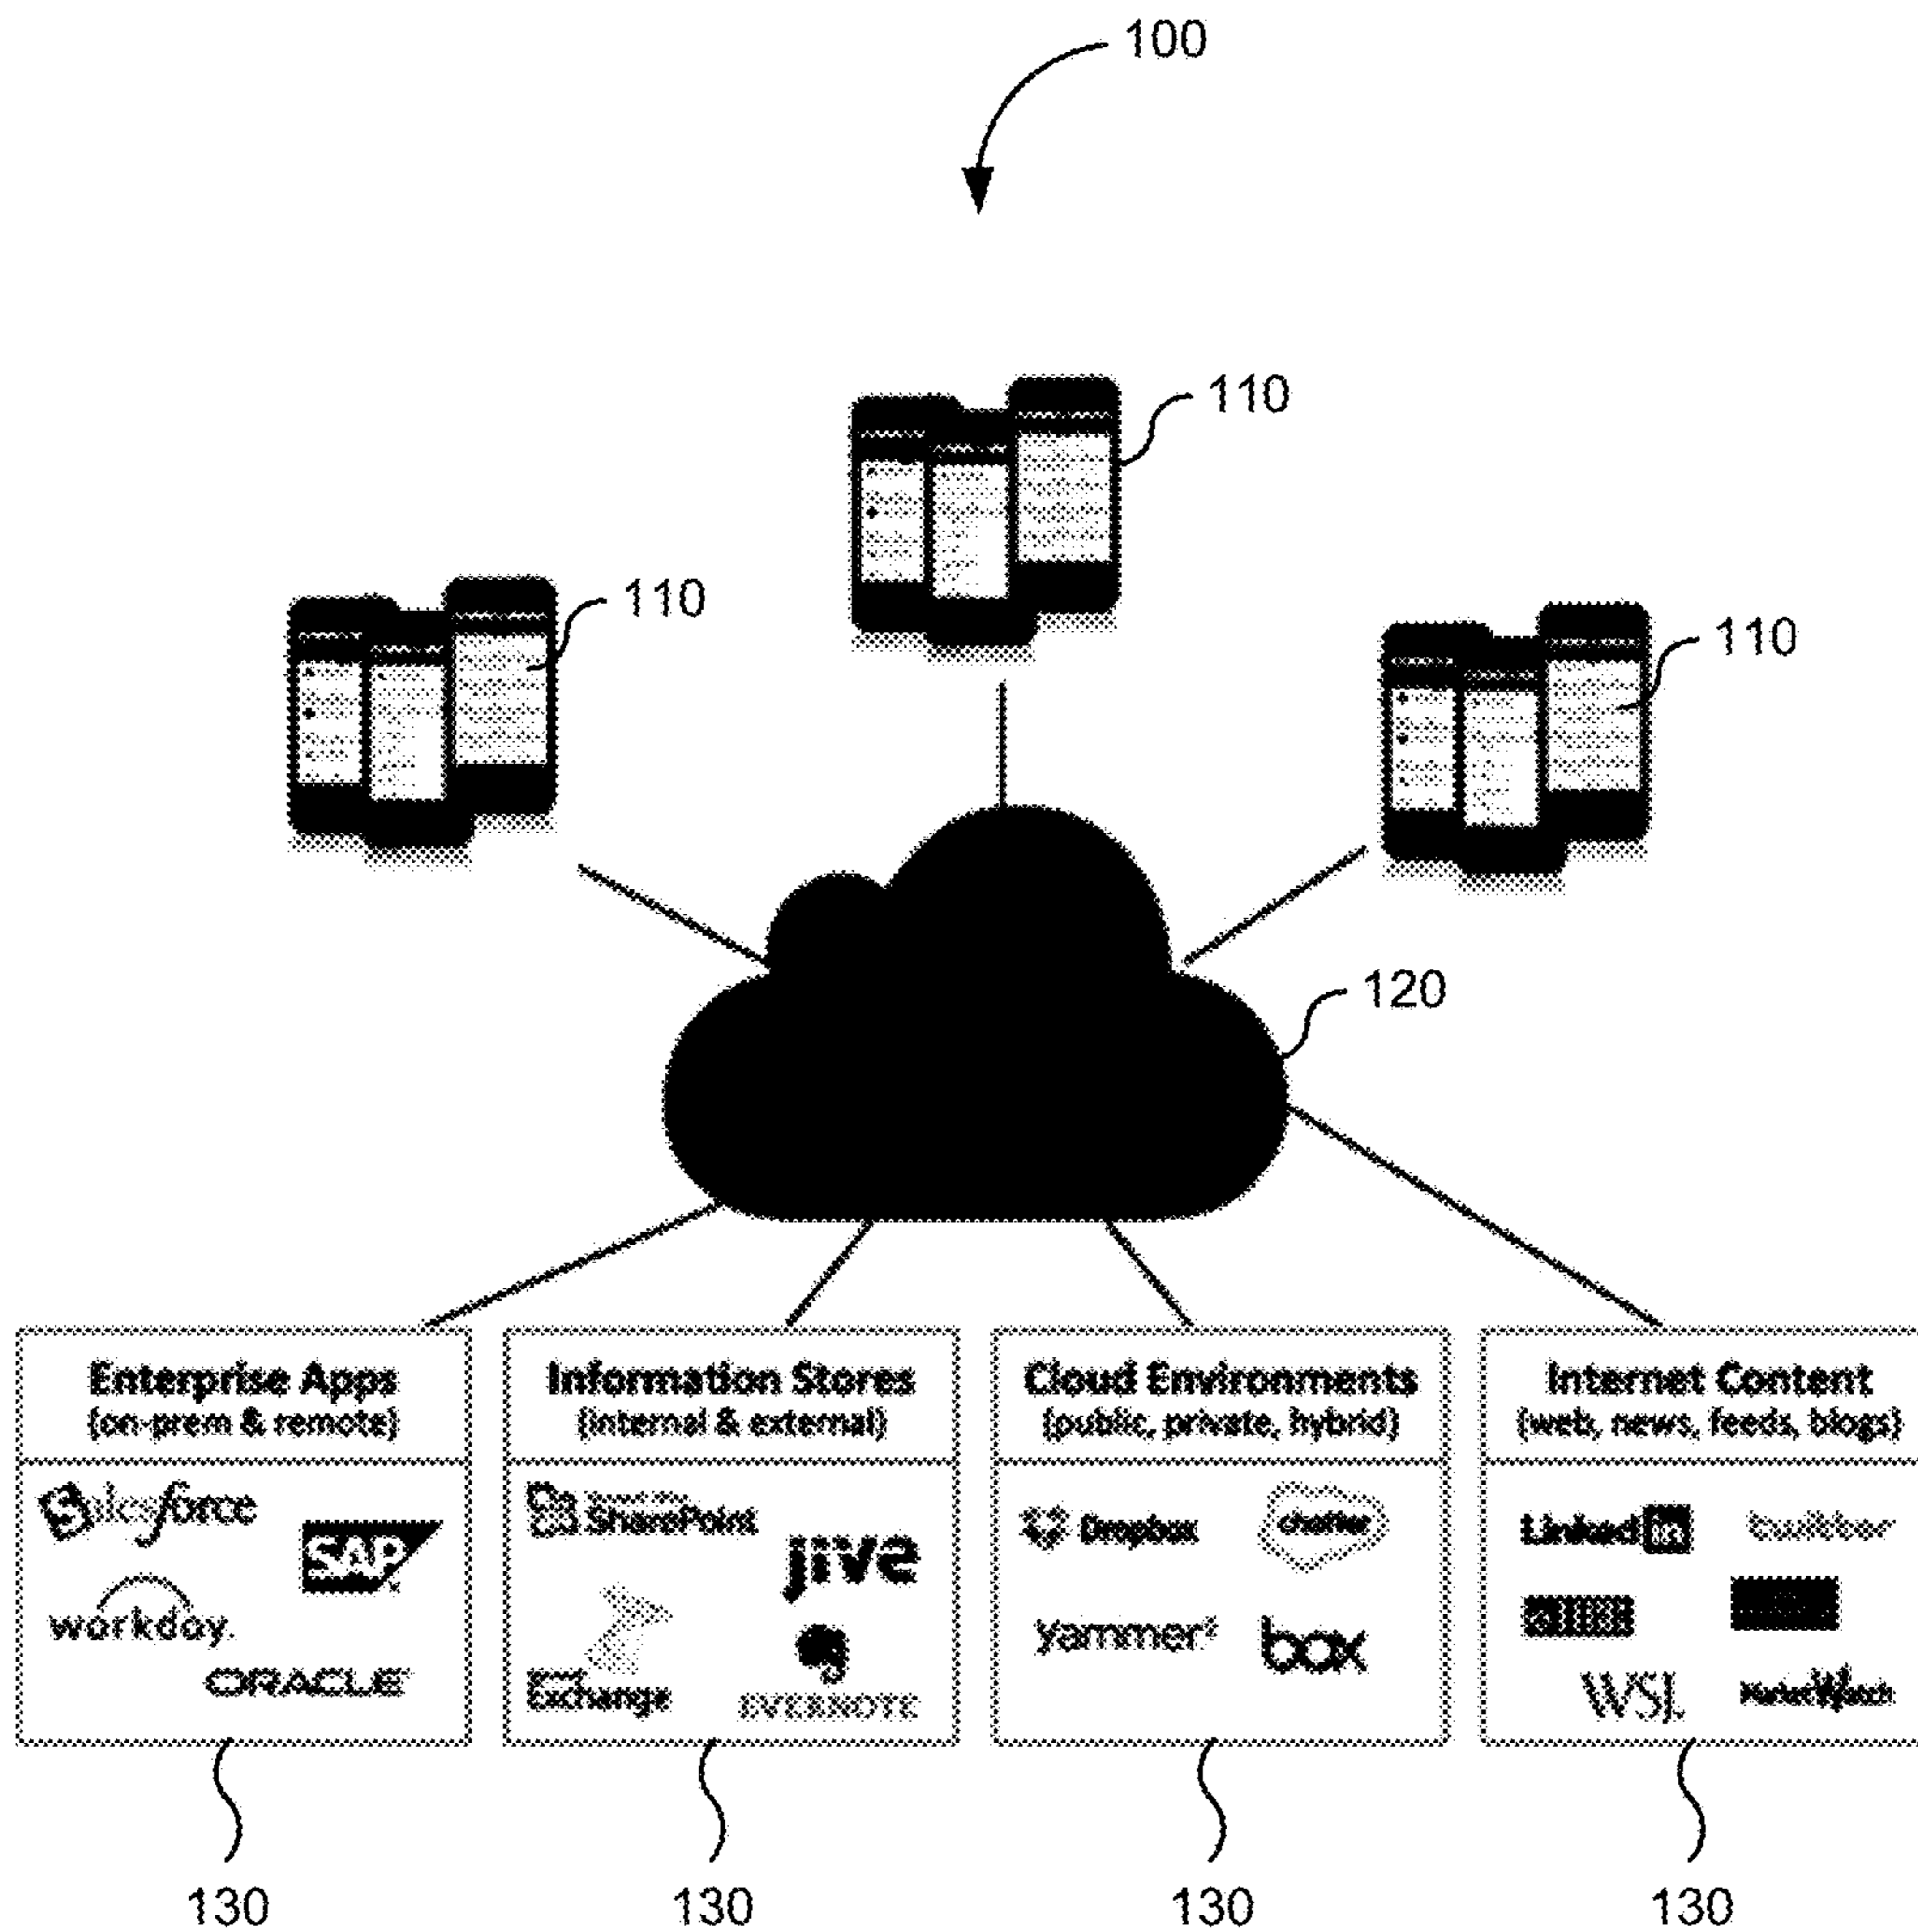 100
110
110
110
120
Enterprise Apps
(on-prem & remote)
Information Stores
(internal & external)
Cloud Environments
(public, private, hybrid)
Internet Content
(web, news, feeds, blogs)
Salesforce
SAP
workday.
ORACLE
SharePoint
jive
Exchange
EVERNOTE
Dropbox
chatter
yammer
box
Linked in
twitter
WSJ
MarketWatch
130
130
130
130